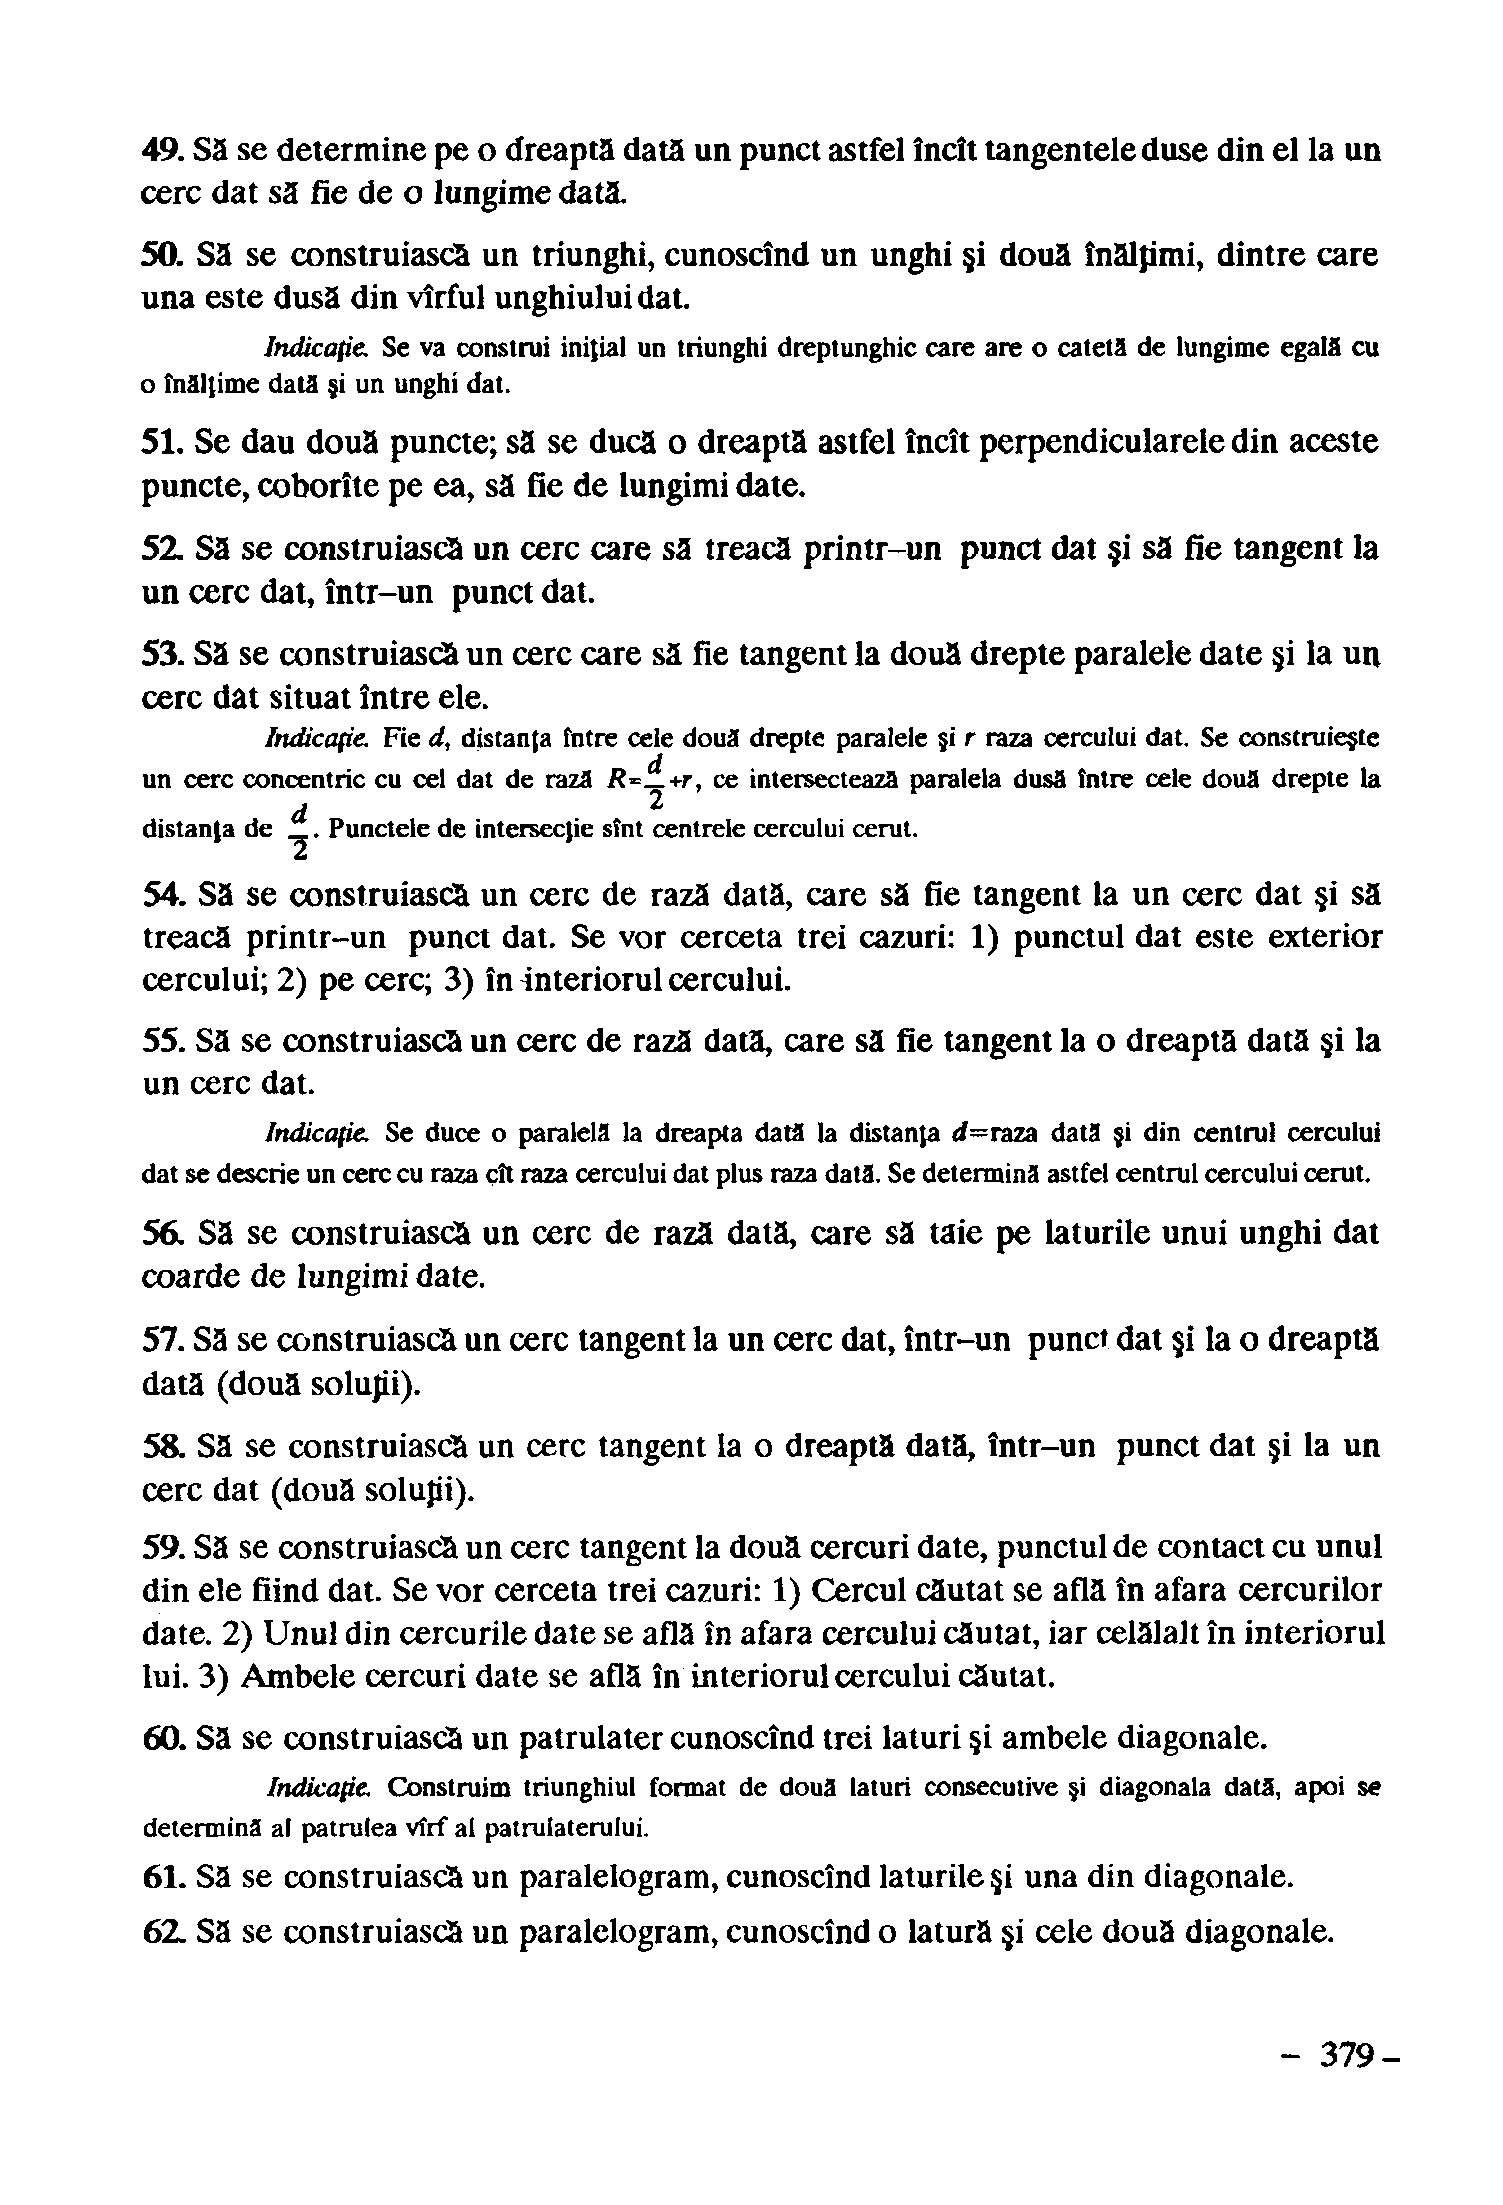 49. Să se determine pe o dreaptă dată un punct astfel încît tangentele duse din el la un
cerc dat să fie de o lungime dată.
50. Să se construiască un triunghi, cunoscînd un unghi şi două înălţimi, dintre care
una este dusă din vîrful unghiului dat.
Indicaţie. Se va construi iniţial un triunghi dreptunghic care are o catetă de lungime egală cu
o înălţime dată şi un unghi dat.
51. Se dau două puncte; să se ducă o dreaptă astfel încît perpendicularele din aceste
puncte, coborîte pe ea, să fie de lungimi date.
52. Să se construiască un cerc care să treacă printr–un punct dat şi să fie tangent la
un cerc dat, într–un punct dat.
53. Să se construiască un cerc care să fie tangent la două drepte paralele date şi la un
cerc dat situat între ele.
Indicaţie. Fie d, distanţa între cele două drepte paralele şi r raza cercului dat. Se construieşte
un cerc concentric cu cel dat de rază R=d/2+r, ce intersectează paralela dusă între cele două drepte la
distanţa de d/2. Punctele de intersecţie sînt centrele cercului cerut.
54. Să se construiască un cerc de rază dată, care să fie tangent la un cerc dat şi să
treacă printr–un punct dat. Se vor cerceta trei cazuri: 1) punctul dat este exterior
cercului; 2) pe cerc; 3) în interiorul cercului.
55. Să se construiască un cerc de rază dată, care să fie tangent la o dreaptă dată şi la
un cerc dat.
Indicaţie. Se duce o paralelă la dreapta dată la distanţa d=raza dată şi din centrul cercului
dat se descrie un cerc cu raza cît raza cercului dat plus raza dată. Se determină astfel centrul cercului cerut.
56. Să se construiască un cerc de rază dată, care să taie pe laturile unui unghi dat
coarde de lungimi date.
57. Să se construiască un cerc tangent la un cerc dat, într–un punct dat şi la o dreaptă
dată (două soluţii).
58. Să se construiască un cerc tangent la o dreaptă dată, într–un punct dat şi la un
cerc dat (două soluţii).
59. Să se construiască un cerc tangent la două cercuri date, punctul de contact cu unul
din ele fiind dat. Se vor cerceta trei cazuri: 1) Cercul căutat se află în afara cercurilor
date. 2) Unul din cercurile date se află în afara cercului căutat, iar celălalt în interiorul
lui. 3) Ambele cercuri date se află în interiorul cercului căutat.
60. Să se construiască un patrulater cunoscînd trei laturi şi ambele diagonale.
Indicaţie. Construim triunghiul format de două laturi consecutive şi diagonala dată, apoi se
determină al patrulea vîrf al patrulaterului.
61. Să se construiască un paralelogram, cunoscînd laturile şi una din diagonale.
62. Să se construiască un paralelogram, cunoscînd o latură şi cele două diagonale.
– 379 –